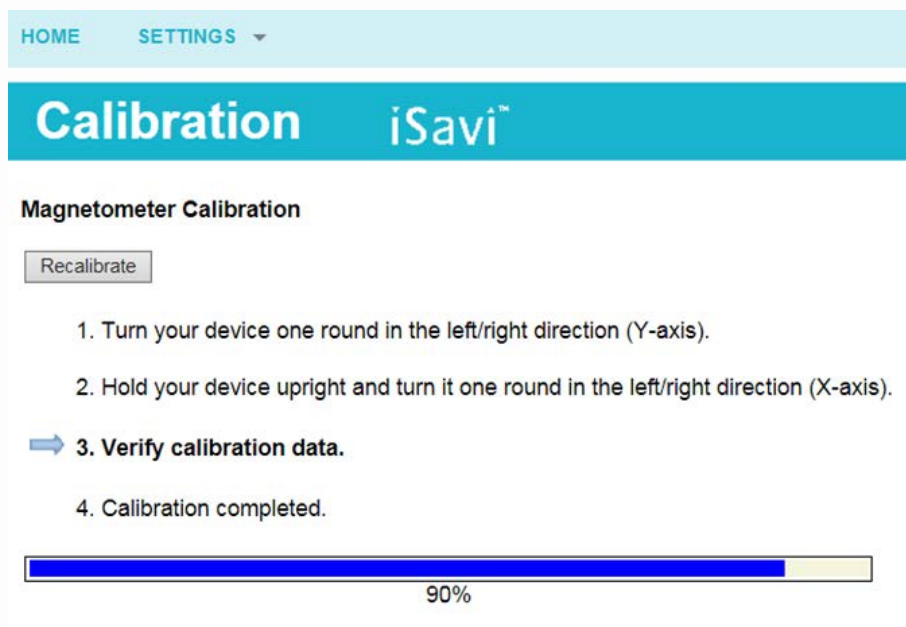 HOME SETTINGS
Calibration iSavi™
Magnetometer Calibration
Recalibrate
1. Turn your device one round in the left/right direction (Y-axis).
2. Hold your device upright and turn it one round in the left/right direction (X-axis).
3. Verify calibration data.
4. Calibration completed.
90%